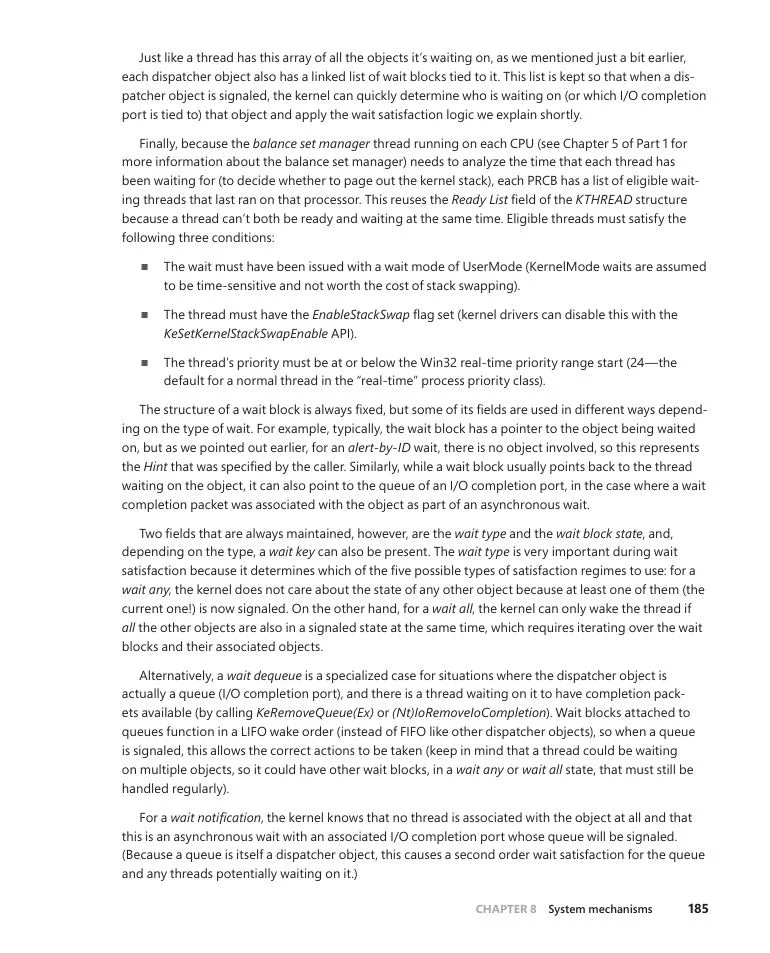 Just like a thread has this array of all the objects it’s waiting on, as we mentioned just a bit earlier,
each dispatcher object also has a linked list of wait blocks tied to it. This list is kept so that when a dis-
patcher object is signaled, the kernel can quickly determine who is waiting on (or which I/O completion
port is tied to) that object and apply the wait satisfaction logic we explain shortly.
Finally, because the balance set manager thread running on each CPU (see Chapter 5 of Part 1 for
more information about the balance set manager) needs to analyze the time that each thread has
been waiting for (to decide whether to page out the kernel stack), each PRCB has a list of eligible wait-
ing threads that last ran on that processor. This reuses the Ready List field of the KTHREAD structure
because a thread can’t both be ready and waiting at the same time. Eligible threads must satisfy the
following three conditions:
■ The wait must have been issued with a wait mode of UserMode (KernelMode waits are assumed
to be time-sensitive and not worth the cost of stack swapping).
■ The thread must have the EnableStackSwap flag set (kernel drivers can disable this with the
KeSetKernelStackSwapEnable API).
■ The thread’s priority must be at or below the Win32 real-time priority range start (24—the
default for a normal thread in the “real-time” process priority class).
The structure of a wait block is always fixed, but some of its fields are used in different ways depend-
ing on the type of wait. For example, typically, the wait block has a pointer to the object being waited
on, but as we pointed out earlier, for an alert-by-ID wait, there is no object involved, so this represents
the Hint that was specified by the caller. Similarly, while a wait block usually points back to the thread
waiting on the object, it can also point to the queue of an I/O completion port, in the case where a wait
completion packet was associated with the object as part of an asynchronous wait.
Two fields that are always maintained, however, are the wait type and the wait block state, and,
depending on the type, a wait key can also be present. The wait type is very important during wait
satisfaction because it determines which of the five possible types of satisfaction regimes to use: for a
wait any, the kernel does not care about the state of any other object because at least one of them (the
current one!) is now signaled. On the other hand, for a wait all, the kernel can only wake the thread if
all the other objects are also in a signaled state at the same time, which requires iterating over the wait
blocks and their associated objects.
Alternatively, a wait dequeue is a specialized case for situations where the dispatcher object is
actually a queue (I/O completion port), and there is a thread waiting on it to have completion pack-
ets available (by calling KeRemoveQueue(Ex) or (Nt)IoRemoveIoCompletion). Wait blocks attached to
queues function in a LIFO wake order (instead of FIFO like other dispatcher objects), so when a queue
is signaled, this allows the correct actions to be taken (keep in mind that a thread could be waiting
on multiple objects, so it could have other wait blocks, in a wait any or wait all state, that must still be
handled regularly).
For a wait notification, the kernel knows that no thread is associated with the object at all and that
this is an asynchronous wait with an associated I/O completion port whose queue will be signaled.
(Because a queue is itself a dispatcher object, this causes a second order wait satisfaction for the queue
and any threads potentially waiting on it.)
CHAPTER 8 System mechanisms 185